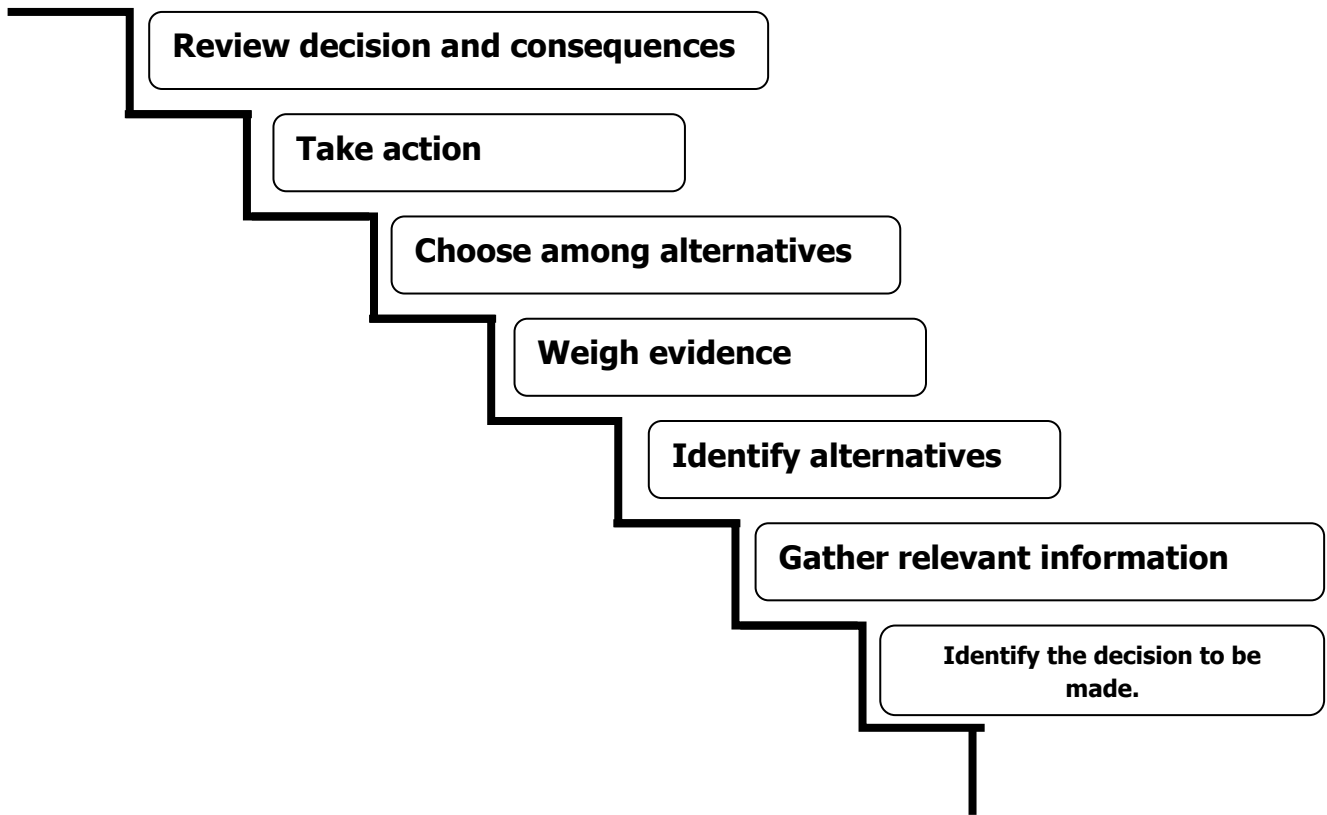 Review decision and consequences
Take action
Choose among alternatives
Weigh evidence
Identify alternatives
Gather relevant information
Identify the decision to be
made.